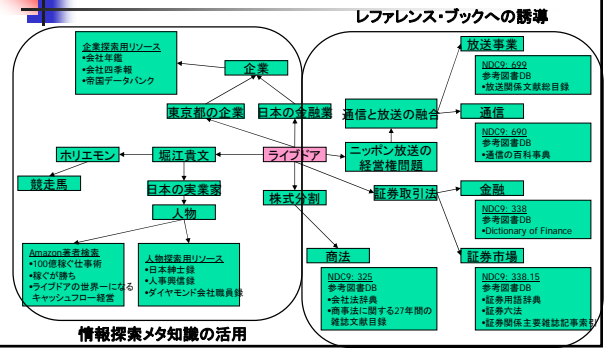 レファレンス・ブックへの誘導
企業探索用リソース
•会社年鑑
•会社四季報
•帝国データバンク
企業
東京都の企業
日本の金融業
ホリエモン
堀江貴文
ライブドア
競走馬
日本の実業家
人物
株式分割
Amazon著者検索
•100億稼ぐ仕事術
•稼ぐが勝ち
•ライブドアの世界一になる
キャッシュフロー経営
人物探索用リソース
•日本紳士録
•人事興信録
•ダイヤモンド会社職員録
情報探索メタ知識の活用
放送事業
NDC9: 699
参考図書DB
•放送関係文献総目録
通信と放送の融合
通信
NDC9: 690
参考図書DB
•通信の百科事典
ニッポン放送の
経営権問題
証券取引法
金融
NDC9: 338
参考図書DB
•Dictionary of Finance
商法
NDC9: 325
参考図書DB
•会社法辞典
•商事法に関する27年間の
雑誌文献目録
証券市場
NDC9: 338.15
参考図書DB
•証券用語辞典
•証券六法
•証券関係主要雑誌記事索引